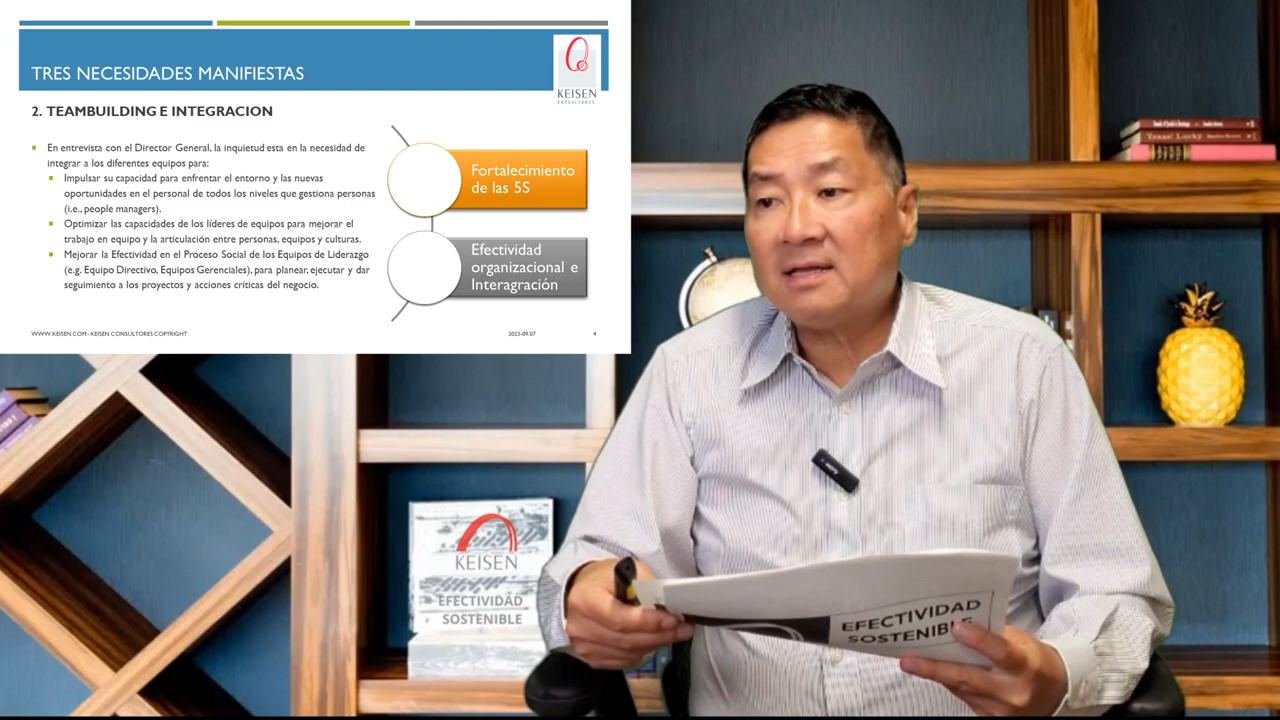 TRES NECESIDADES MANIFIESTAS
KEISEN
CONSULTORES
2. TEAMBUILDING E INTEGRACION
En entrevista con el Director General, la inquietud esta en la necesidad de
integrar a los diferentes equipos para:
Impulsar su capacidad para enfrentar el entorno y las nuevas
oportunidades en el personal de todos los niveles que gestiona personas
(i.e., people managers).
Optimizar las capacidades de los líderes de equipos para mejorar el
trabajo en equipo y la articulación entre personas, equipos y culturas.
Mejorar la Efectividad en el Proceso Social de los Equipos de Liderazgo
(e.g. Equipo Directivo, Equipos Gerenciales), para planear, ejecutar y dar
seguimiento a los proyectos y acciones críticas del negocio.
Fortalecimiento
de las 5S
Efectividad
organizacional e
Interagración
WWW.KEISEN.COM- KEISEN CONSULTORES COPYRIGHT
2023-09.07
4
KEISEN
EFECTIVIDAD
SOSTENIBLE
EFECTIVIDAD
SOSTENIBLE